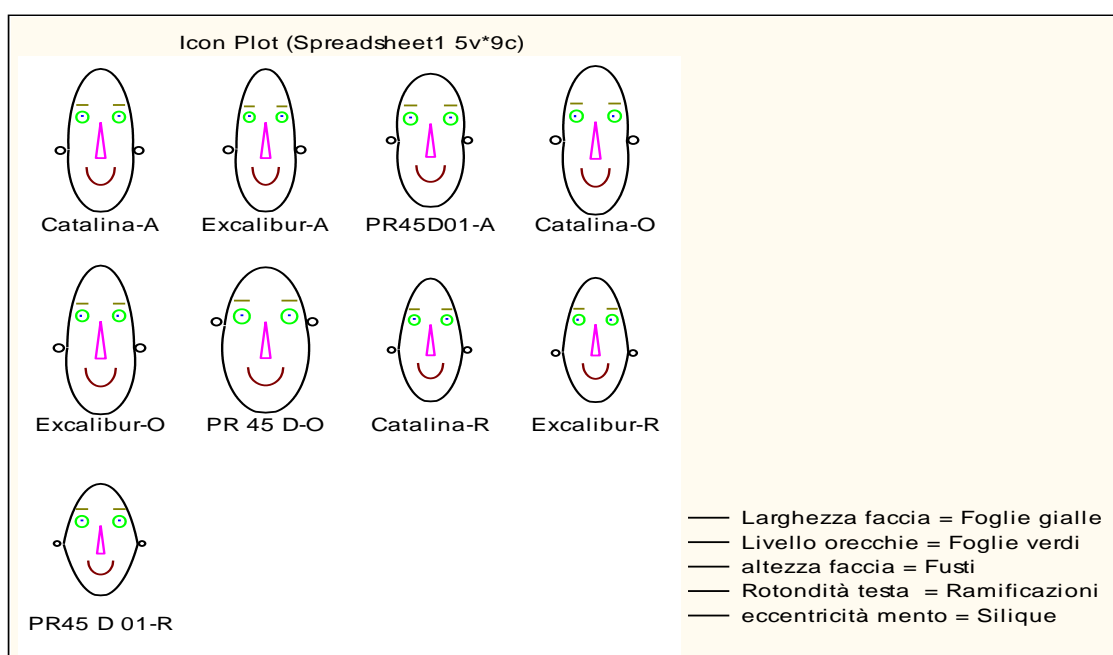 Icon Plot (Spreadsheet1 5v*9c)
Catalina-A Excalibur-A PR45D01-A Catalina-O
Excalibur-O PR 45 D-O Catalina-R Excalibur-R
PR45 D 01-R
Larghezza faccia = Foglie gialle
Livello orecchie = Foglie verdi
altezza faccia = Fusti
Rotondità testa = Ramificazioni
eccentricità mento = Silique